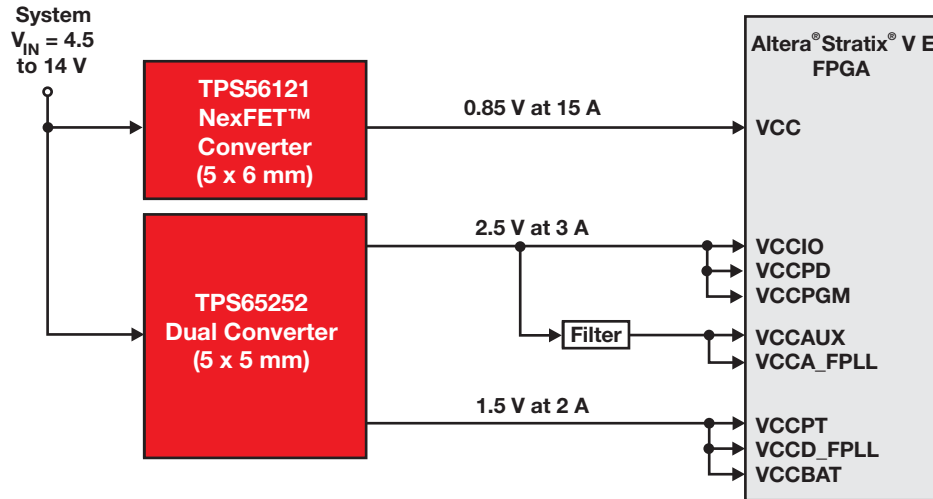 System
VIN = 4.5
to 14 V
TPS56121
NexFET™
Converter
(5 x 6 mm)
0.85 V at 15 A
Altera®Stratix® V E
FPGA
VCC
TPS65252
Dual Converter
(5 x 5 mm)
2.5 V at 3 A
VCCIO
VCCPD
VCCPGM
Filter
VCCAUX
VCCA_FPLL
1.5 V at 2 A
VCCPT
VCCD_FPLL
VCCBAT